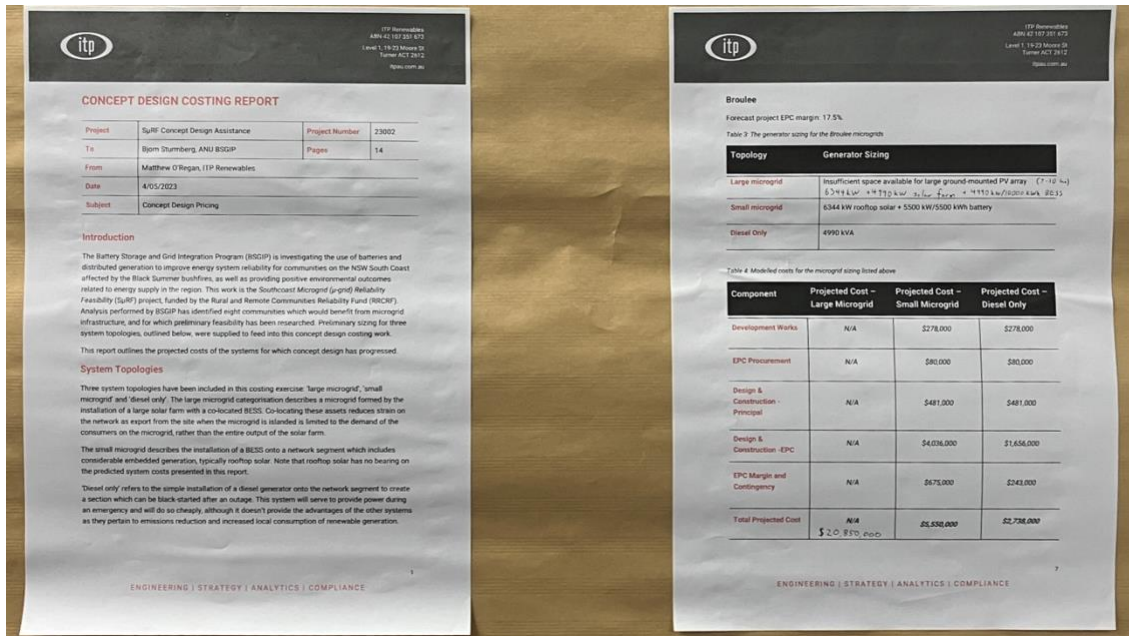 itp
ITP Renewables
ABN 42 107 351 673
Level 1, 19-23 Moore St
Turner ACT 2612
itpau.com.au
CONCEPT DESIGN COSTING REPORT
Project SμRF Concept Design Assistance Project Number 23002
To Bjorn Sturmberg, ANU BSGIP Pages 14
From Matthew O'Regan, ITP Renewables
Date 4/05/2023
Subject Concept Design Pricing
Introduction
The Battery Storage and Grid Integration Program (BSGIP) is investigating the use of batteries and
distributed generation to improve energy system reliability for communities on the NSW South Coast
affected by the Black Summer bushfires, as well as providing positive environmental outcomes
related to energy supply in the region. This work is the Southcoast Microgrid (μ-grid) Reliability
Feasibility (SμRF) project, funded by the Rural and Remote Communities Reliability Fund (RRCRF).
Analysis performed by BSGIP has identified eight communities which would benefit from microgrid
infrastructure, and for which preliminary feasibility has been researched. Preliminary sizing for three
system topologies, outlined below, were supplied to feed into this concept design costing work.
This report outlines the projected costs of the systems for which concept design has progressed.
System Topologies
Three system topologies have been included in this costing exercise: 'large microgrid', 'small
microgrid' and 'diesel only'. The large microgrid categorisation describes a microgrid formed by the
installation of a large solar farm with a co-located BESS. Co-locating these assets reduces strain on
the network as export from the site when the microgrid is islanded is limited to the demand of the
consumers on the microgrid, rather than the entire output of the solar farm.
The small microgrid describes the installation of a BESS onto a network segment which includes
considerable embedded generation, typically rooftop solar. Note that rooftop solar has no bearing on
the predicted system costs presented in this report.
'Diesel only' refers to the simple installation of a diesel generator onto the network segment to create
a section which can be black-started after an outage. This system will serve to provide power during
an emergency and will do so cheaply, although it doesn't provide the advantages of the other systems
as they pertain to emissions reduction and increased local consumption of renewable generation.
ENGINEERING | STRATEGY | ANALYTICS | COMPLIANCE
itp
ITP Renewables
ABN 42 107 351 673
Level 1, 19-23 Moore St
Turner ACT 2612
itpau.com.au
Broulee
Forecast project EPC margin: 17.5%
Table 3: The generator sizing for the Broulee microgrids
Topology Generator Sizing
Large microgrid Insufficient space available for large ground-mounted PV array
6344kW +4990kW solar farm + 4990kW/10000kWh BESS
Small microgrid 6344 kW rooftop solar + 5500 kW/5500 kWh battery
Diesel Only 4990 kVA
Table 4: Modelled costs for the microgrid sizing listed above
Component Projected Cost – Large Microgrid Projected Cost – Small Microgrid Projected Cost – Diesel Only
Development Works N/A $278,000 $278,000
EPC Procurement N/A $80,000 $80,000
Design & Construction - Principal N/A $481,000 $481,000
Design & Construction -EPC N/A $4,036,000 $1,656,000
EPC Margin and Contingency N/A $675,000 $243,000
Total Projected Cost N/A $5,550,000 $2,738,000
$20,850,000
7
ENGINEERING | STRATEGY | ANALYTICS | COMPLIANCE